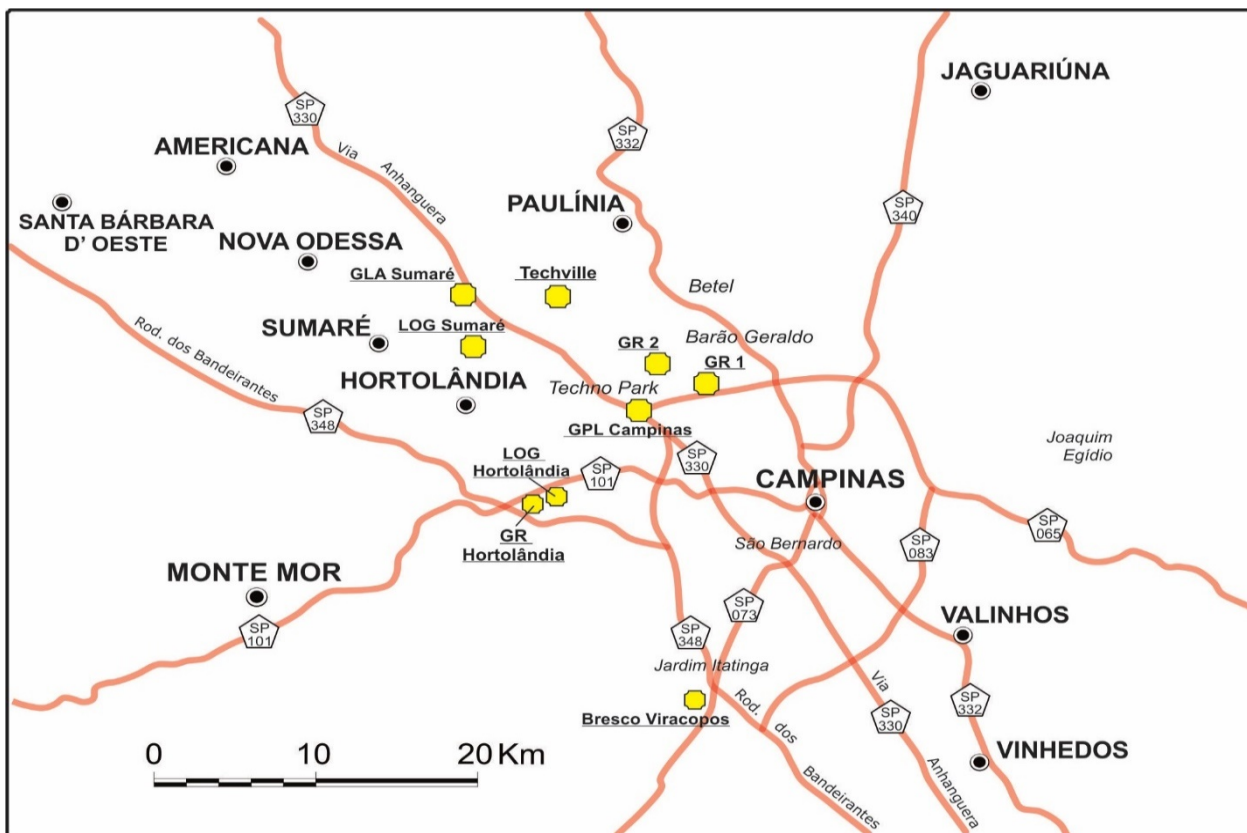 JAGUARIÚNA
SP
330
SP
332
AMERICANA
Via
Anhanguera
SANTA BÁRBARA
D' OESTE
PAULÍNIA
SP
340
NOVA ODESSA
GLA Sumaré
Techville
Betel
Rod. dos Bandeirantes
SUMARÉ
LOG Sumaré
GR 2
Barão Geraldo
GR 1
HORTOLÂNDIA
Techno Park
SP
348
GPL Campinas
LOG
Hortolândia
SP
101
SP
330
Joaquim
Egídio
CAMPINAS
GR
Hortolândia
São Bernardo
SP
083
SP
065
MONTE MOR
SP
101
SP
073
SP
348
VALINHOS
Jardim Itatinga
Bresco Viracopos
Rod. dos
Bandeirantes
Via
SP
330
Anhanguera
SP
332
VINHEDOS
0 10 20 Km